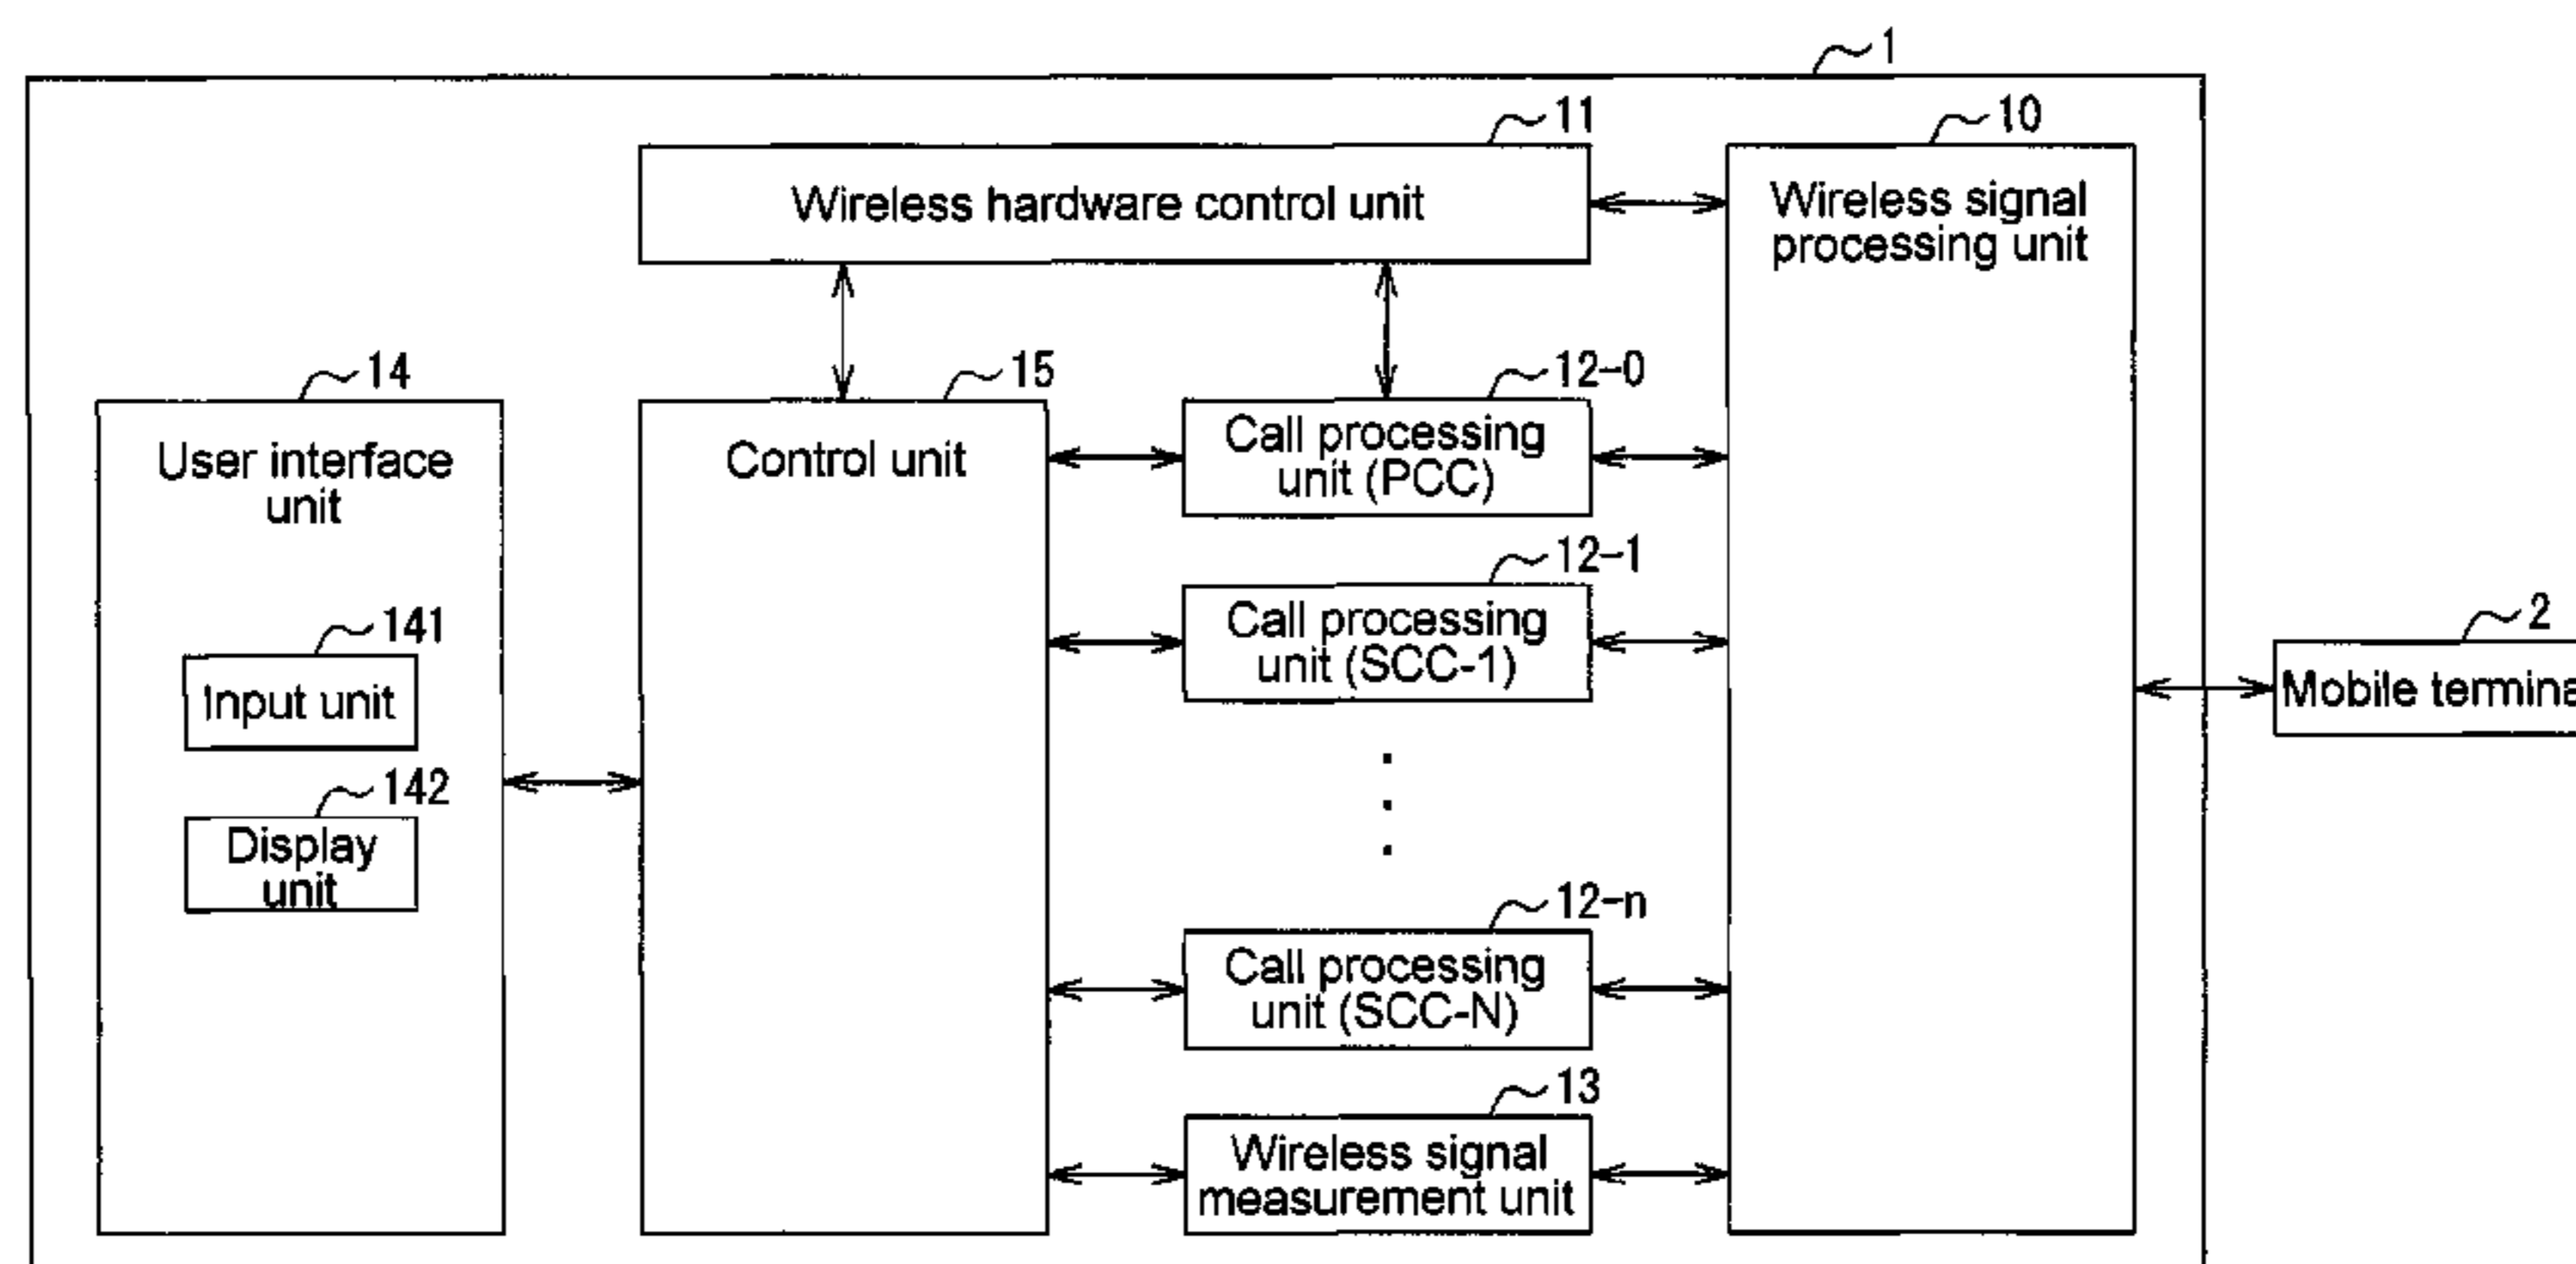 1
11
10
Wireless hardware control unit
Wireless signal
processing unit
14
15
12-0
User interface
unit
Control unit
Call processing
unit (PCC)
12-1
Call processing
unit (SCC-1)
141
Input unit
2
Mobile termina
142
Display
unit
12-n
Call processing
unit (SCC-N)
13
Wireless signal
measurement unit